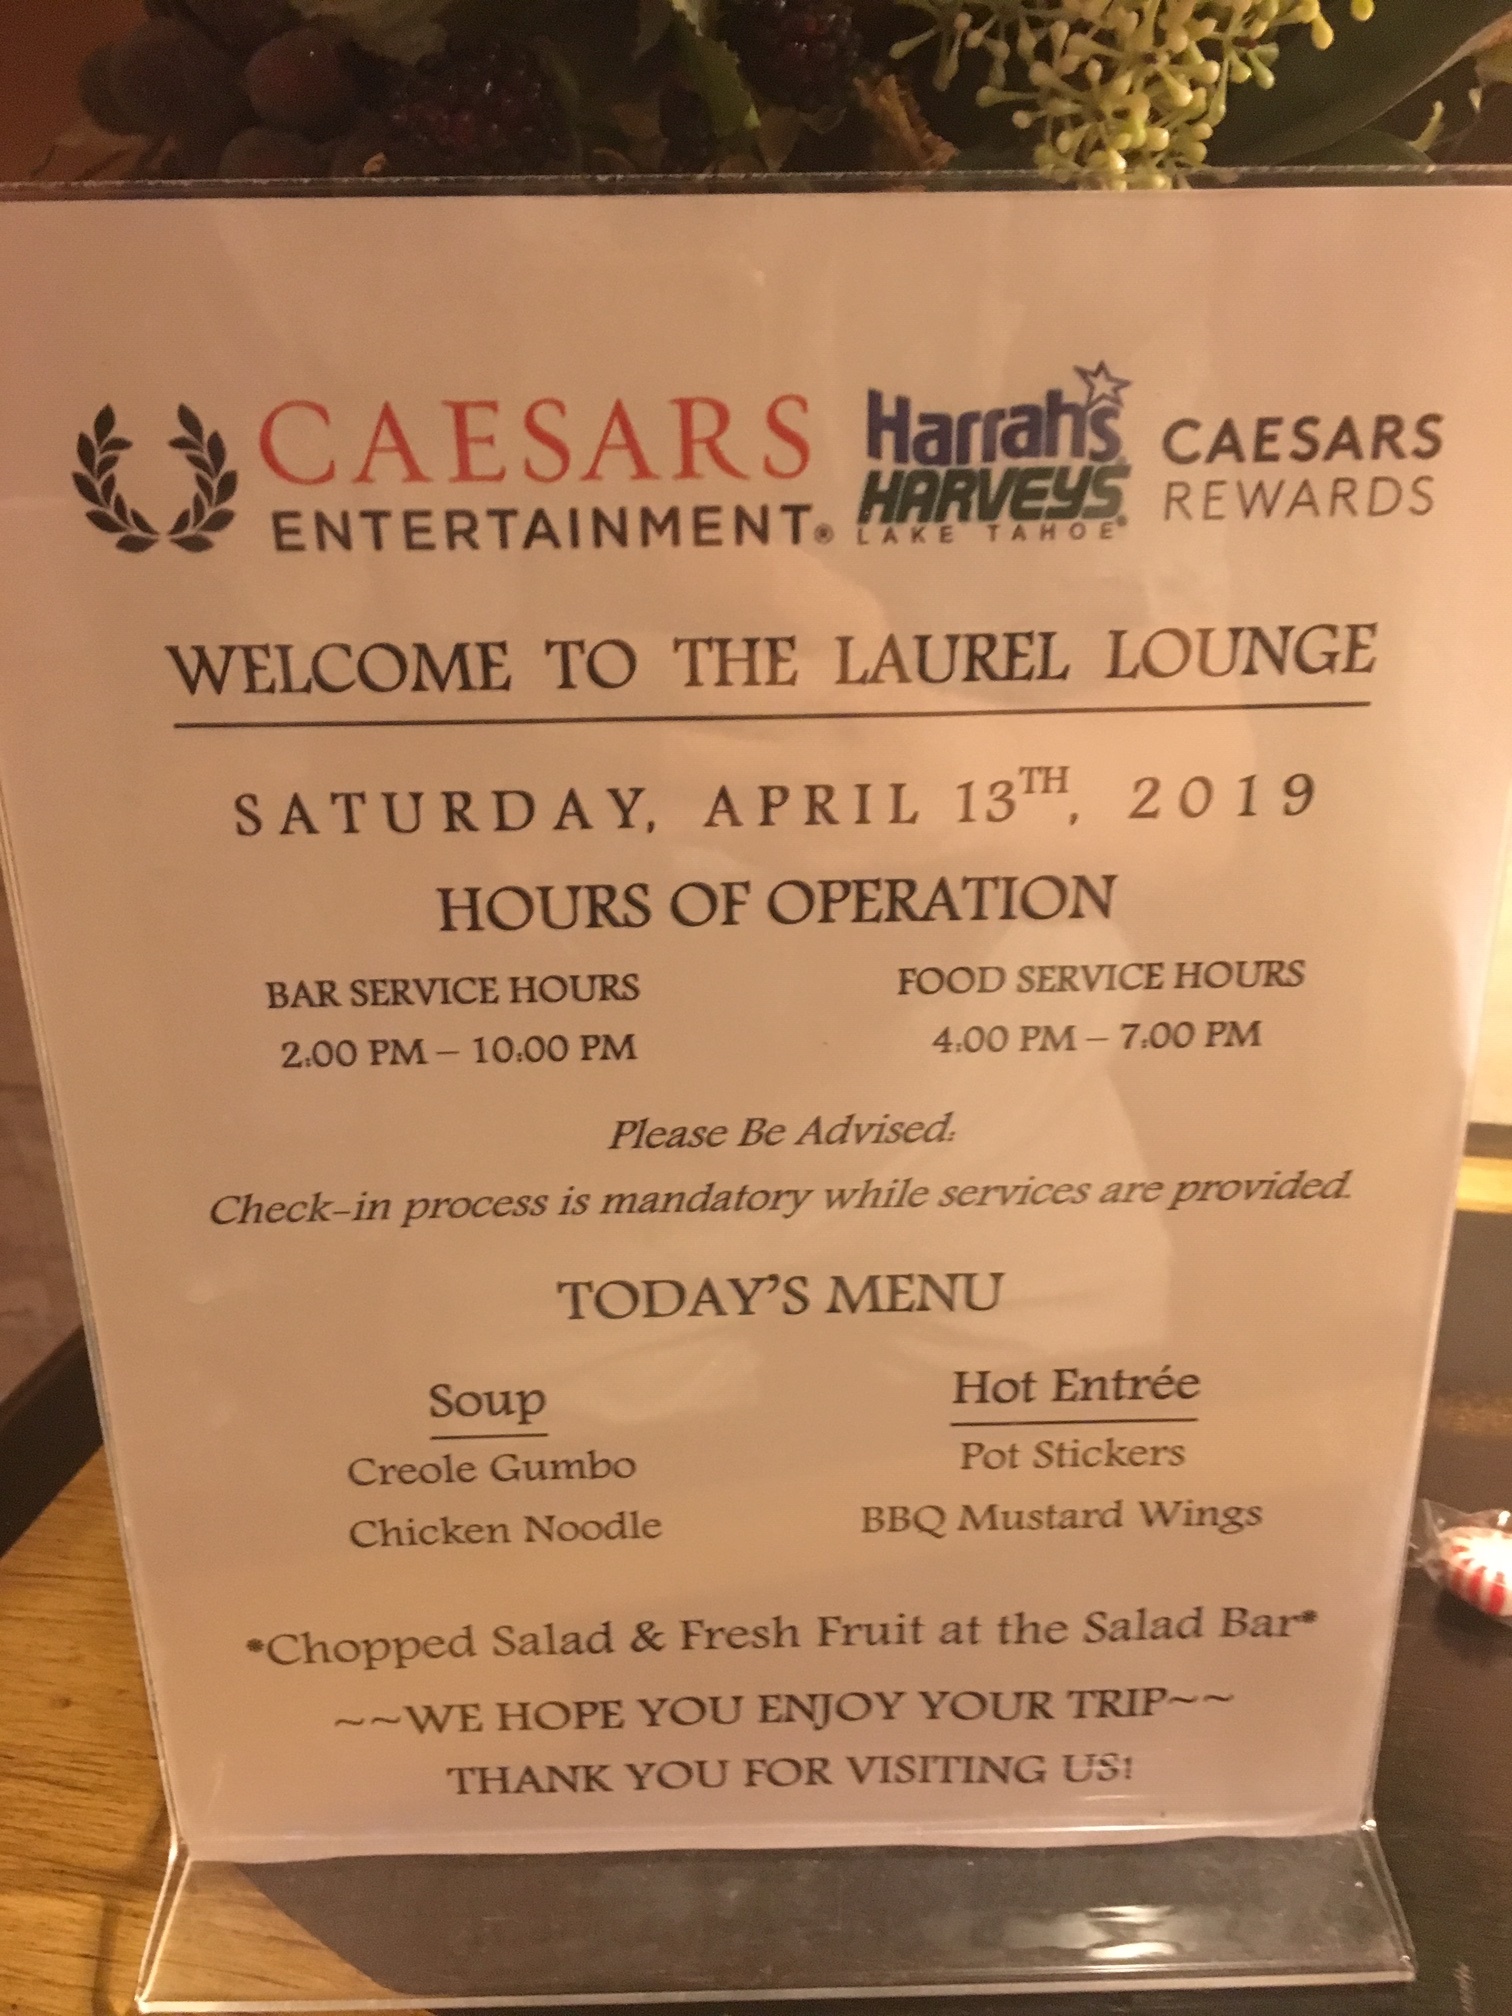 CAESARS
ENTERTAINMENT®
Harrah's
HARVEYS
LAKE TAHOE®
CAESARS
REWARDS
WELCOME TO THE LAUREL LOUNGE
SATURDAY, APRIL 13TH, 2019
HOURS OF OPERATION
BAR SERVICE HOURS
2:00 PM – 10:00 PM
FOOD SERVICE HOURS
4:00 PM – 7:00 PM
Please Be Advised:
Check-in process is mandatory while services are provided.
TODAY'S MENU
Soup
Creole Gumbo
Chicken Noodle
Hot Entrée
Pot Stickers
BBQ Mustard Wings
*Chopped Salad & Fresh Fruit at the Salad Bar*
~~WE HOPE YOU ENJOY YOUR TRIP~~
THANK YOU FOR VISITING US!